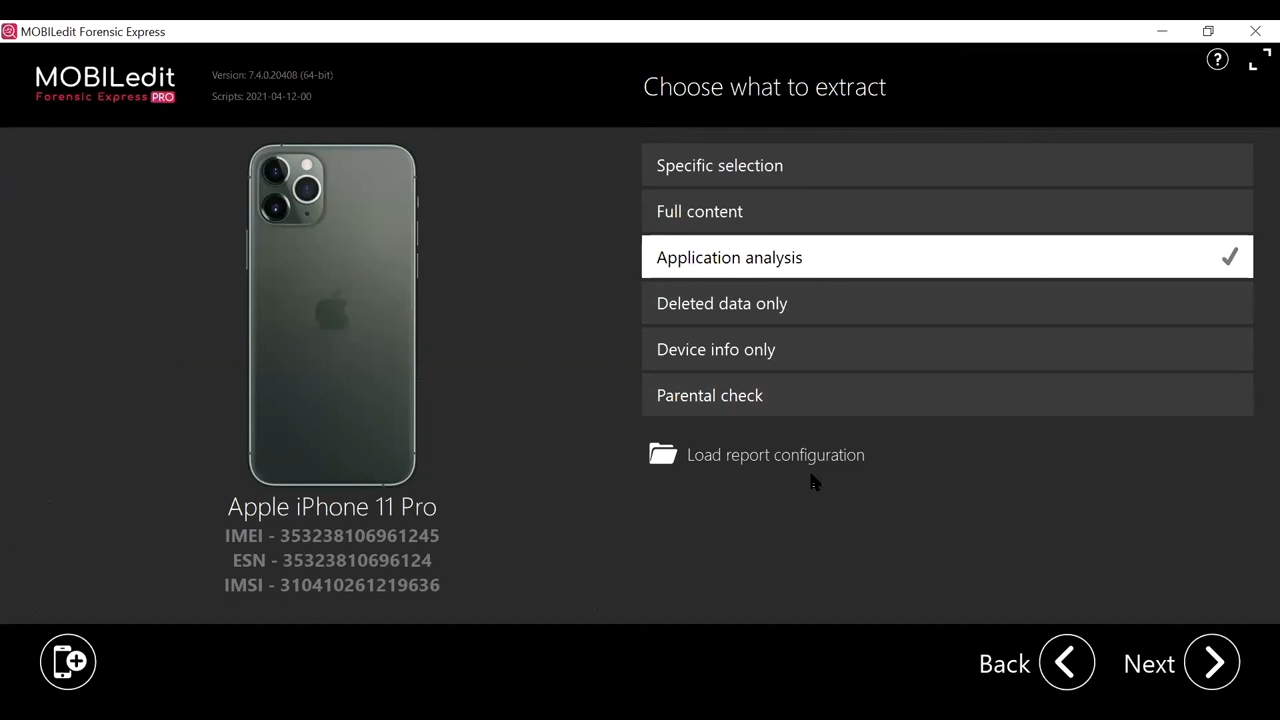 MOBILedit Forensic Express
MOBILedit
Forensic Express PRO
Version: 7.4.0.20408 (64-bit)
Scripts: 2021-04-12-00
Choose what to extract
?
Specific selection
Full content
Application analysis
Deleted data only
Device info only
Parental check
Load report configuration
Apple iPhone 11 Pro
IMEI - 353238106961245
ESN - 35323810696124
IMSI - 310410261219636
Back
Next